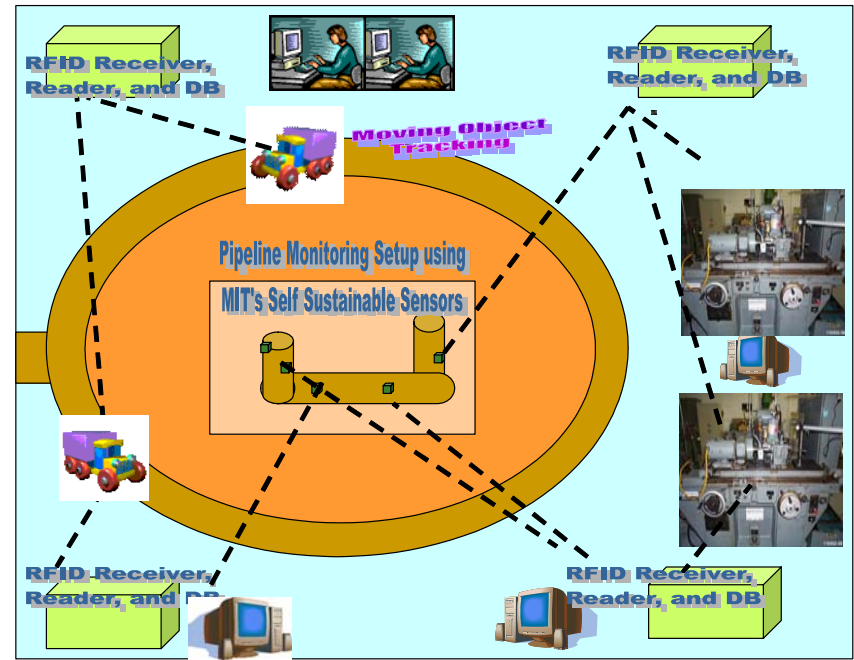 RFID Receiver,
Reader, and DB
RFID Receiver,
Reader, and DB
Moving Object
Tracking
Pipeline Monitoring Setup using
MIT's Self Sustainable Sensors
RFID Receiver,
Reader, and DB
RFID Receiver,
Reader, and DB